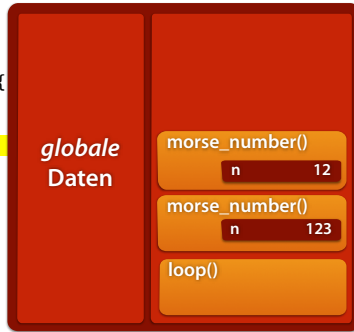 {
globale
Daten
morse_number()
n 12
morse_number()
n 123
loop()